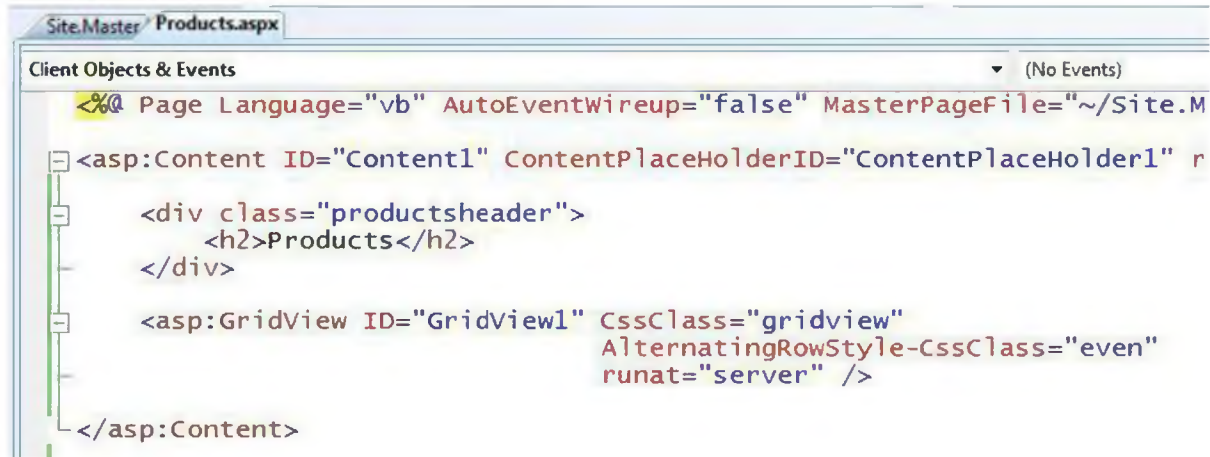 Site.Master Products.aspx
Client Objects & Events (No Events)
<%@ Page Language="vb" AutoEventWireup="false" MasterPageFile="~/Site.M
<asp:Content ID="Content1" ContentPlaceHolderID="ContentPlaceHolder1" r
<div class="productsheader">
<h2>Products</h2>
</div>
<asp:GridView ID="GridView1" CssClass="gridview"
AlternatingRowStyle-CssClass="even"
runat="server" />
</asp:Content>